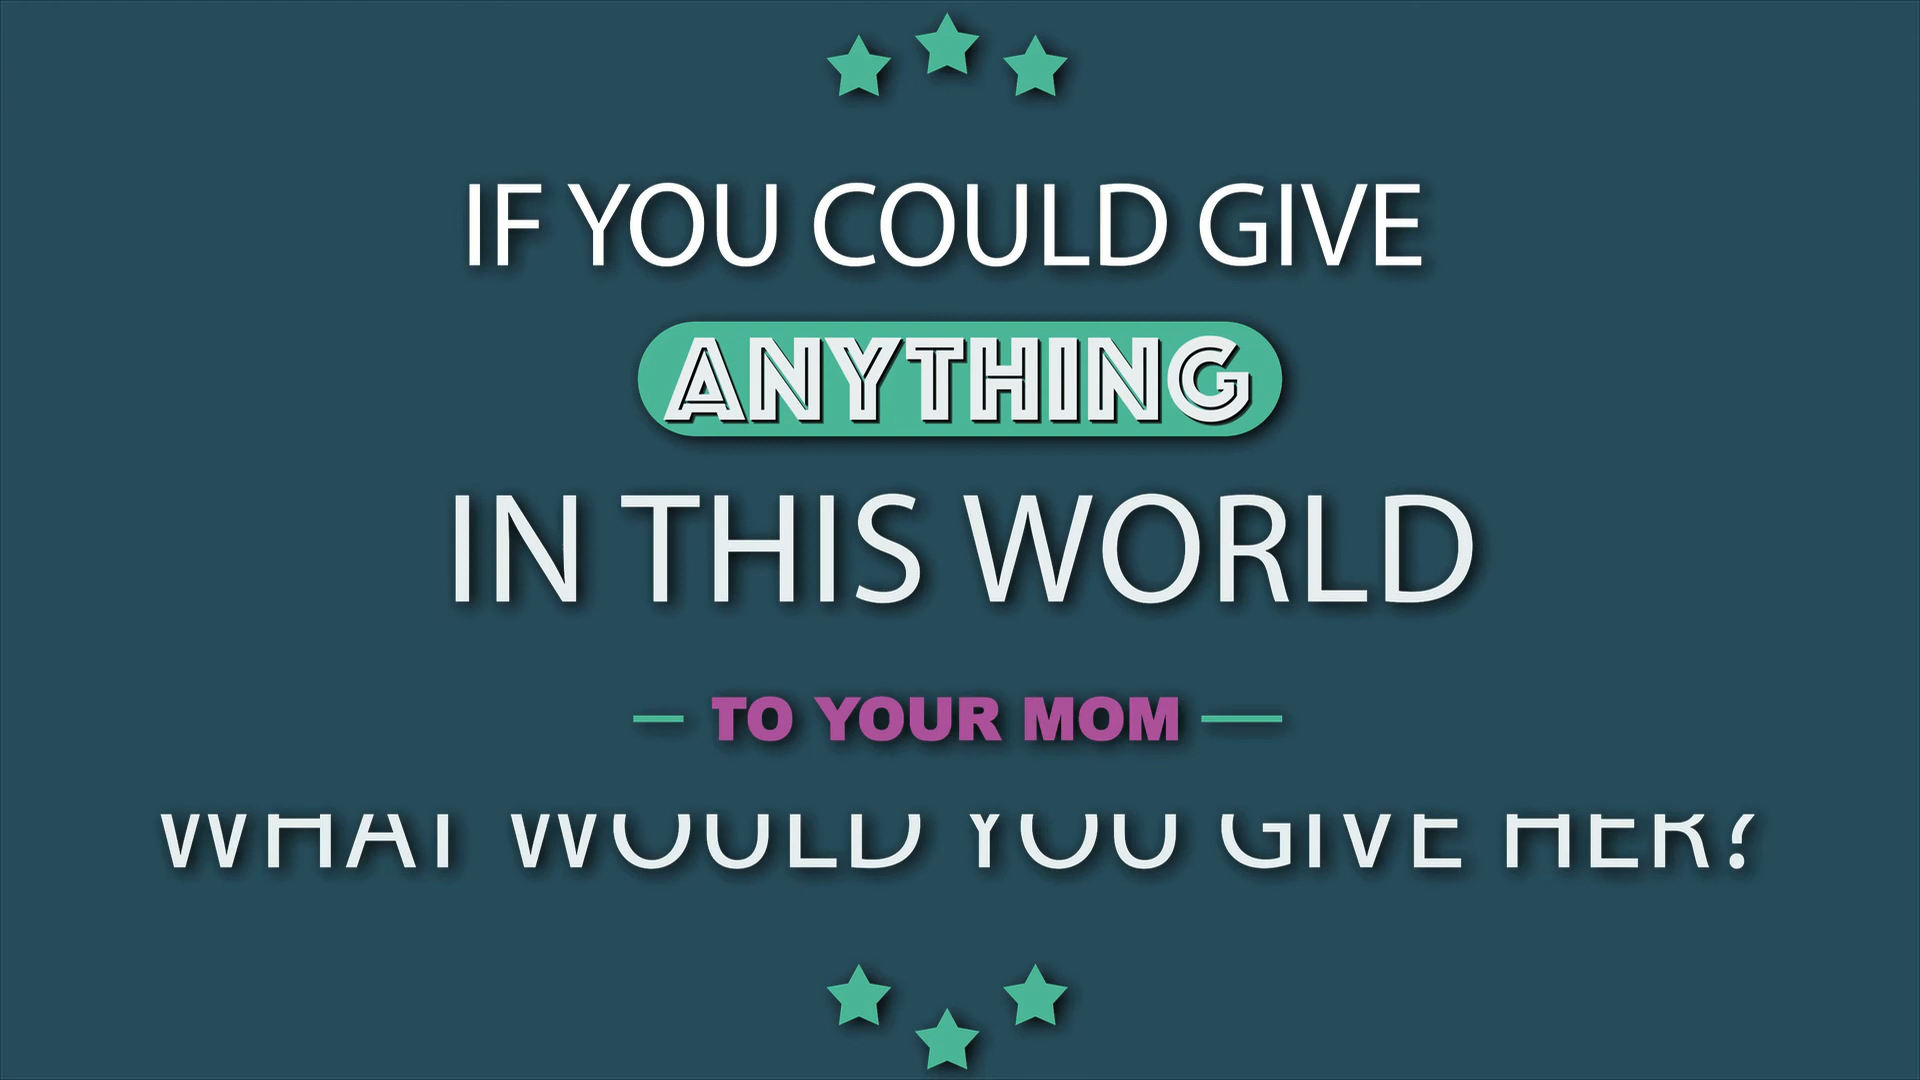 IF YOU COULD GIVE
ANYTHING
IN THIS WORLD
TO YOUR MOM
WHAT WOULD YOU GIVE HER?